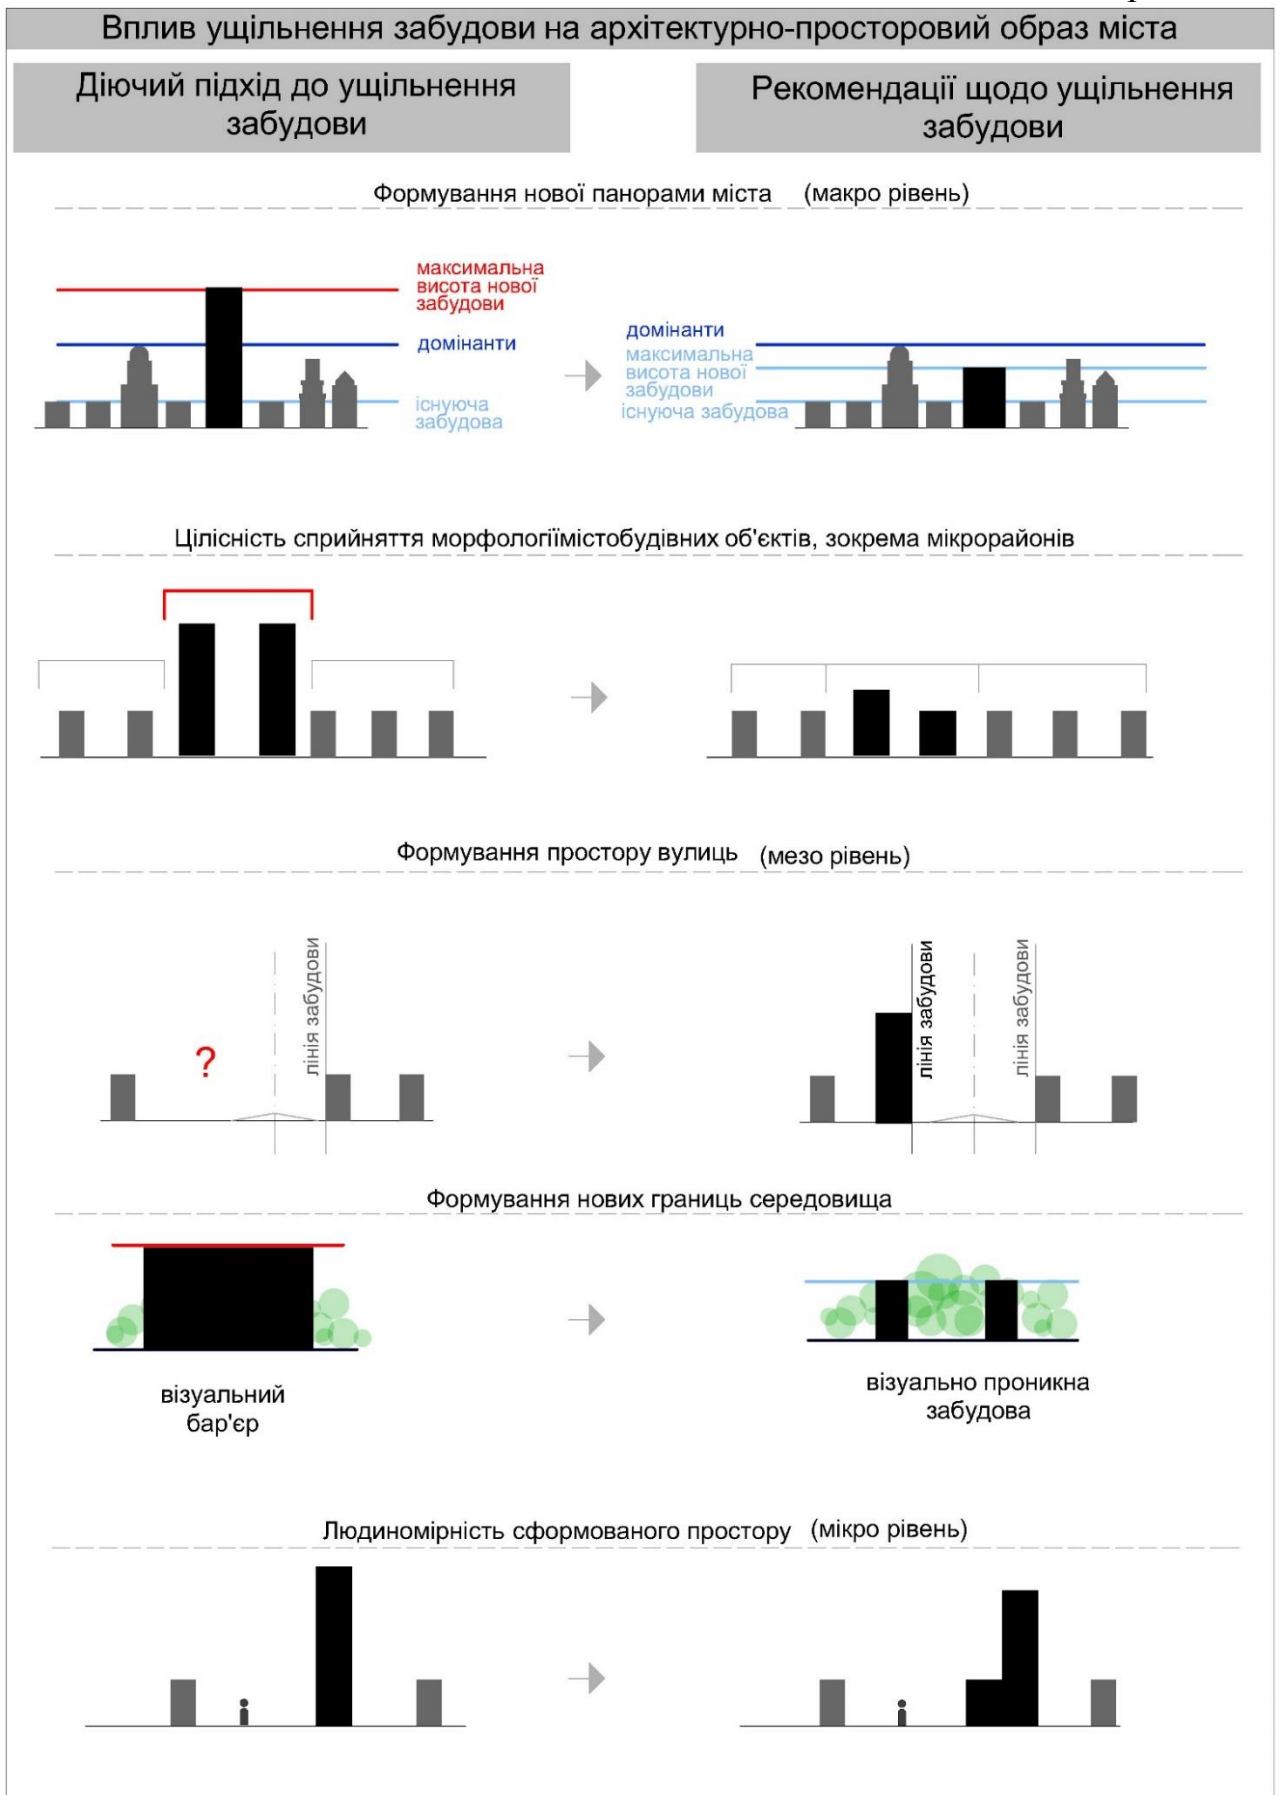 Вплив ущільнення забудови на архітектурно-просторовий образ міста
Діючий підхід до ущільнення
забудови
Рекомендації щодо ущільнення
забудови
Формування нової панорами міста (макро рівень)
максимальна
висота нової
забудови
домінанти
існуюча
забудова
домінанти
максимальна
висота нової
забудови
існуюча забудова
Цілісність сприйняття морфологіїмістобудівних об'єктів, зокрема мікрорайонів
Формування простору вулиць (мезо рівень)
?
лінія забудови
лінія забудови
лінія забудови
Формування нових границь середовища
візуальний
бар'єр
візуально проникна
забудова
Людиномірність сформованого простору (мікро рівень)